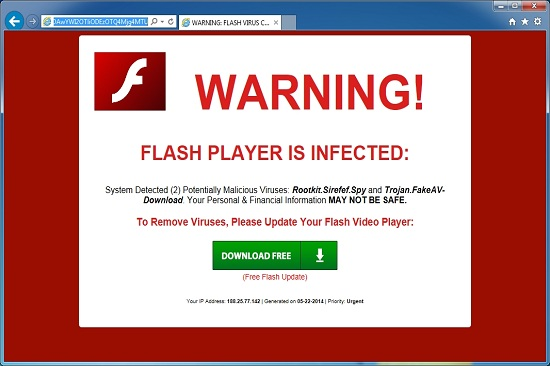 JAwYWI2OTliODEzOTQ4Mjg4MTU
WARNING: FLASH VIRUS C...
WARNING!
FLASH PLAYER IS INFECTED:
System Detected (2) Potentially Malicious Viruses: Rootkit.Sirefef.Spy and Trojan.FakeAV-
Download. Your Personal & Financial Information MAY NOT BE SAFE.
To Remove Viruses, Please Update Your Flash Video Player:
DOWNLOAD FREE
(Free Flash Update)
Your IP Address: 188.25.77.142 | Generated on 05-22-2014 | Priority: Urgent